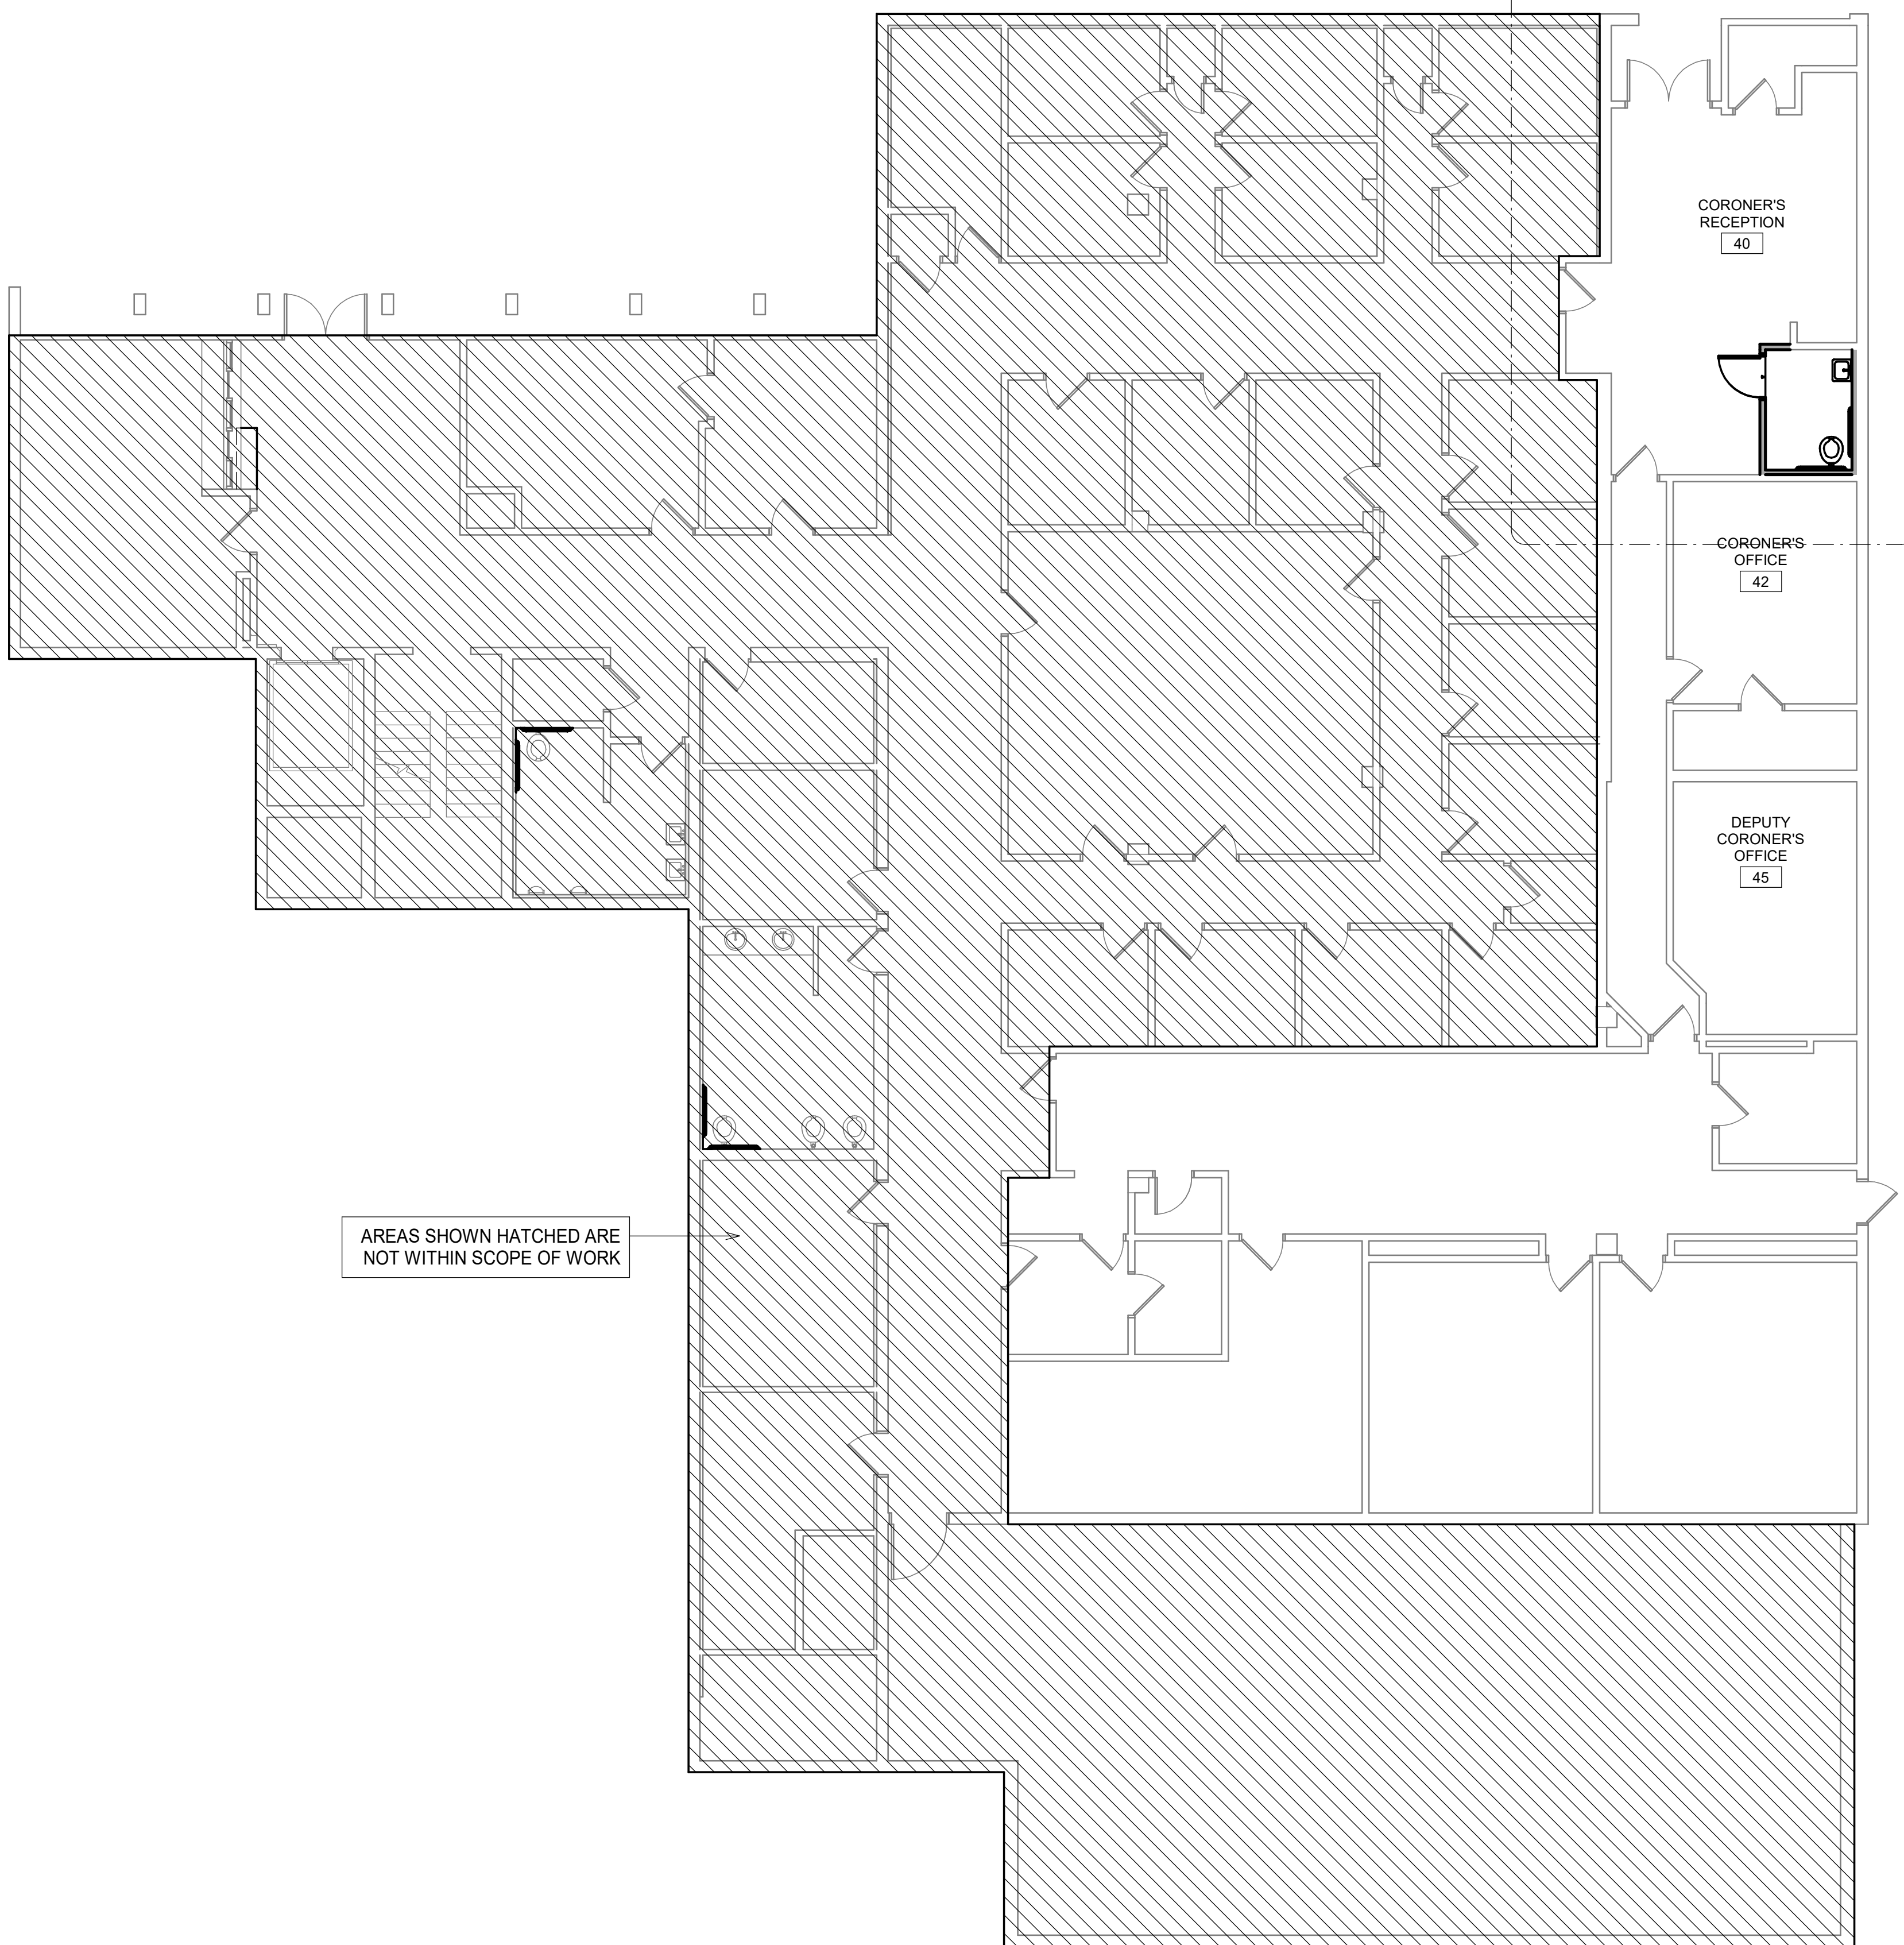 CORONER'S
RECEPTION
40
CORONER'S
OFFICE
42
DEPUTY
CORONER'S
OFFICE
45
AREAS SHOWN HATCHED ARE
NOT WITHIN SCOPE OF WORK